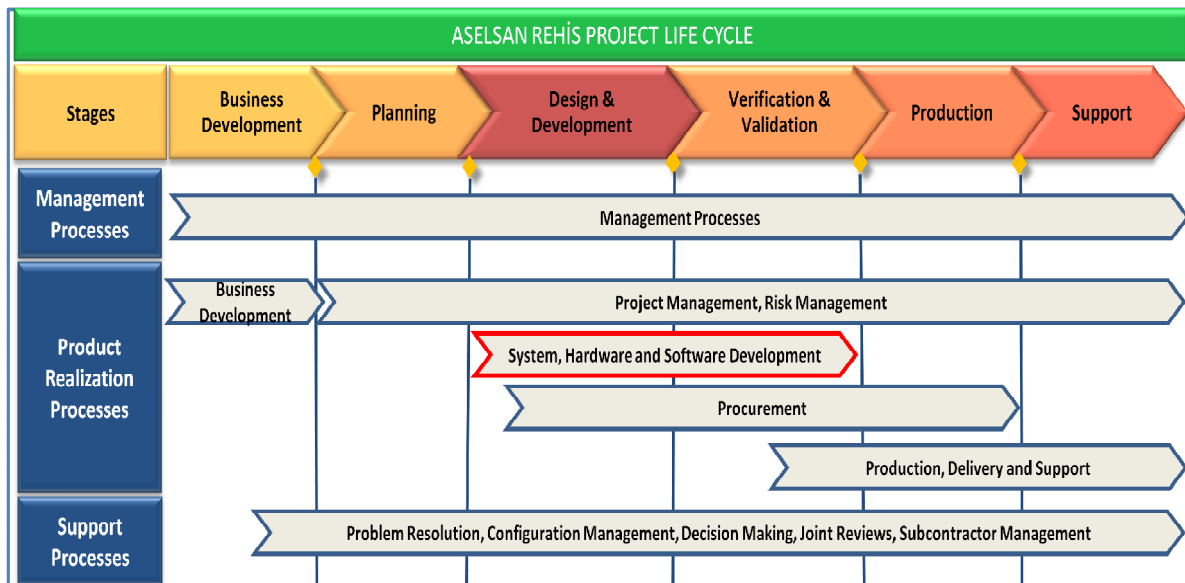 ASELSAN REHİS PROJECT LIFE CYCLE
Stages
Business
Development
Planning
Design &
Development
Verification &
Validation
Production
Support
Management
Processes
Management Processes
Product
Realization
Processes
Business
Development
Project Management, Risk Management
System, Hardware and Software Development
Procurement
Production, Delivery and Support
Support
Processes
Problem Resolution, Configuration Management, Decision Making, Joint Reviews, Subcontractor Management